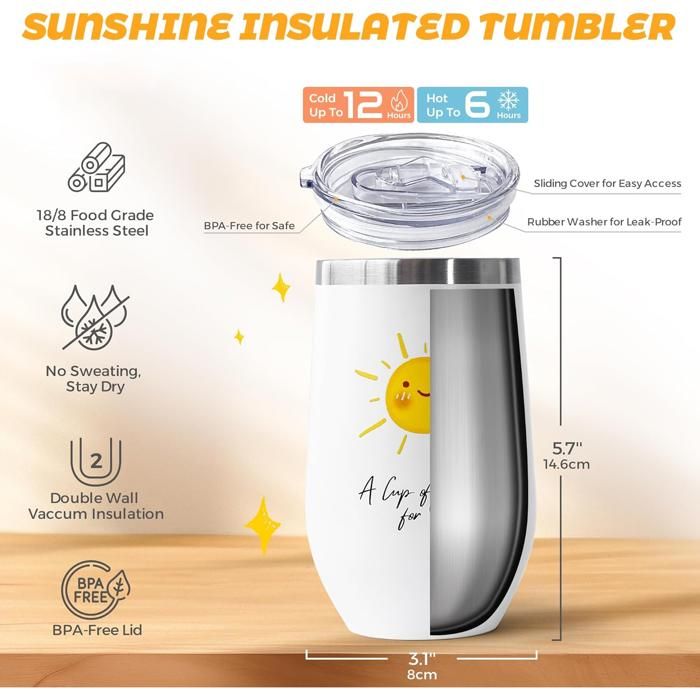 SUNSHINE INSULATED TUMBLER
Cold
Up To 12 Hours
Hot
Up To 6 Hours
Sliding Cover for Easy Access
BPA-Free for Safe
Rubber Washer for Leak-Proof
18/8 Food Grade
Stainless Steel
No Sweating,
Stay Dry
2
Double Wall
Vaccum Insulation
BPA
FREE
BPA-Free Lid
A Cup of
for
5.7"
14.6cm
3.1"
8cm